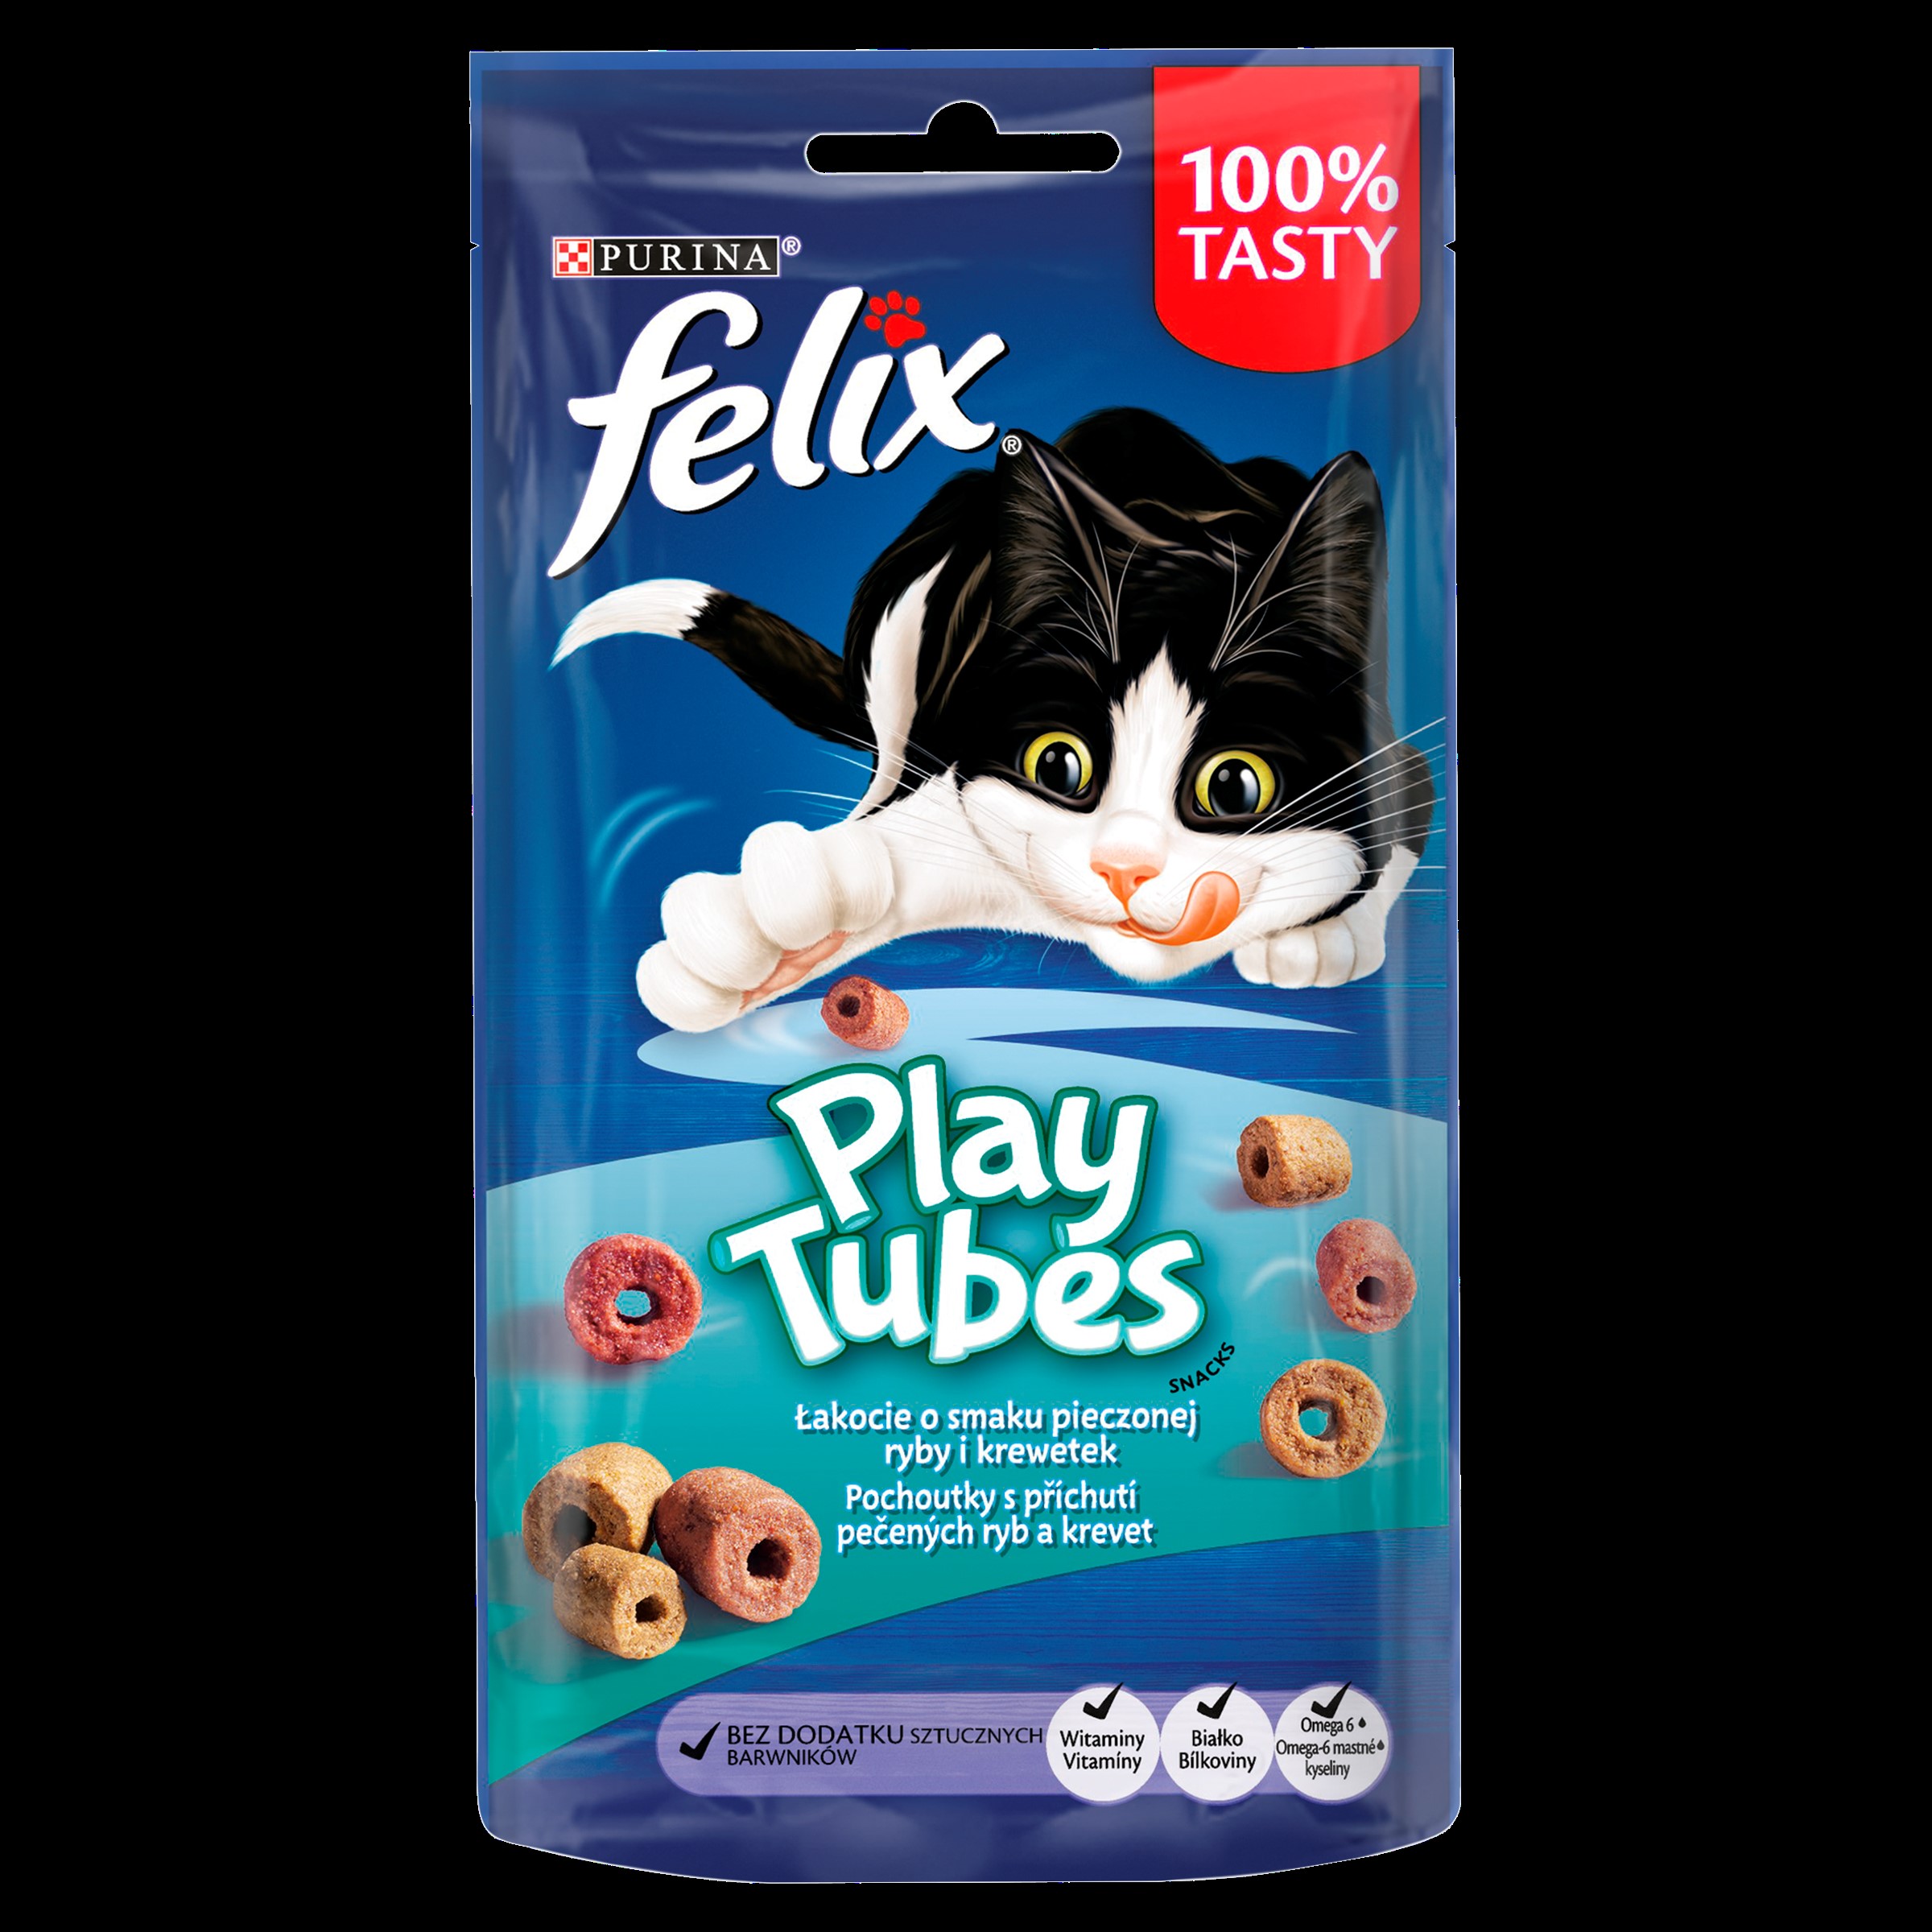 100%
TASTY
PURINA®
felix®
Play
Tubes
SNACKS
Łakocie o smaku pieczonej
ryby i krewetek
Pochoutky s příchutí
pečených ryb a krevet
BEZ DODATKU SZTUCZNYCH
BARWNIKÓW
Witaminy
Vitamíny
Białko
Bílkoviny
Omega 6
Omega-6 mastné
kyseliny